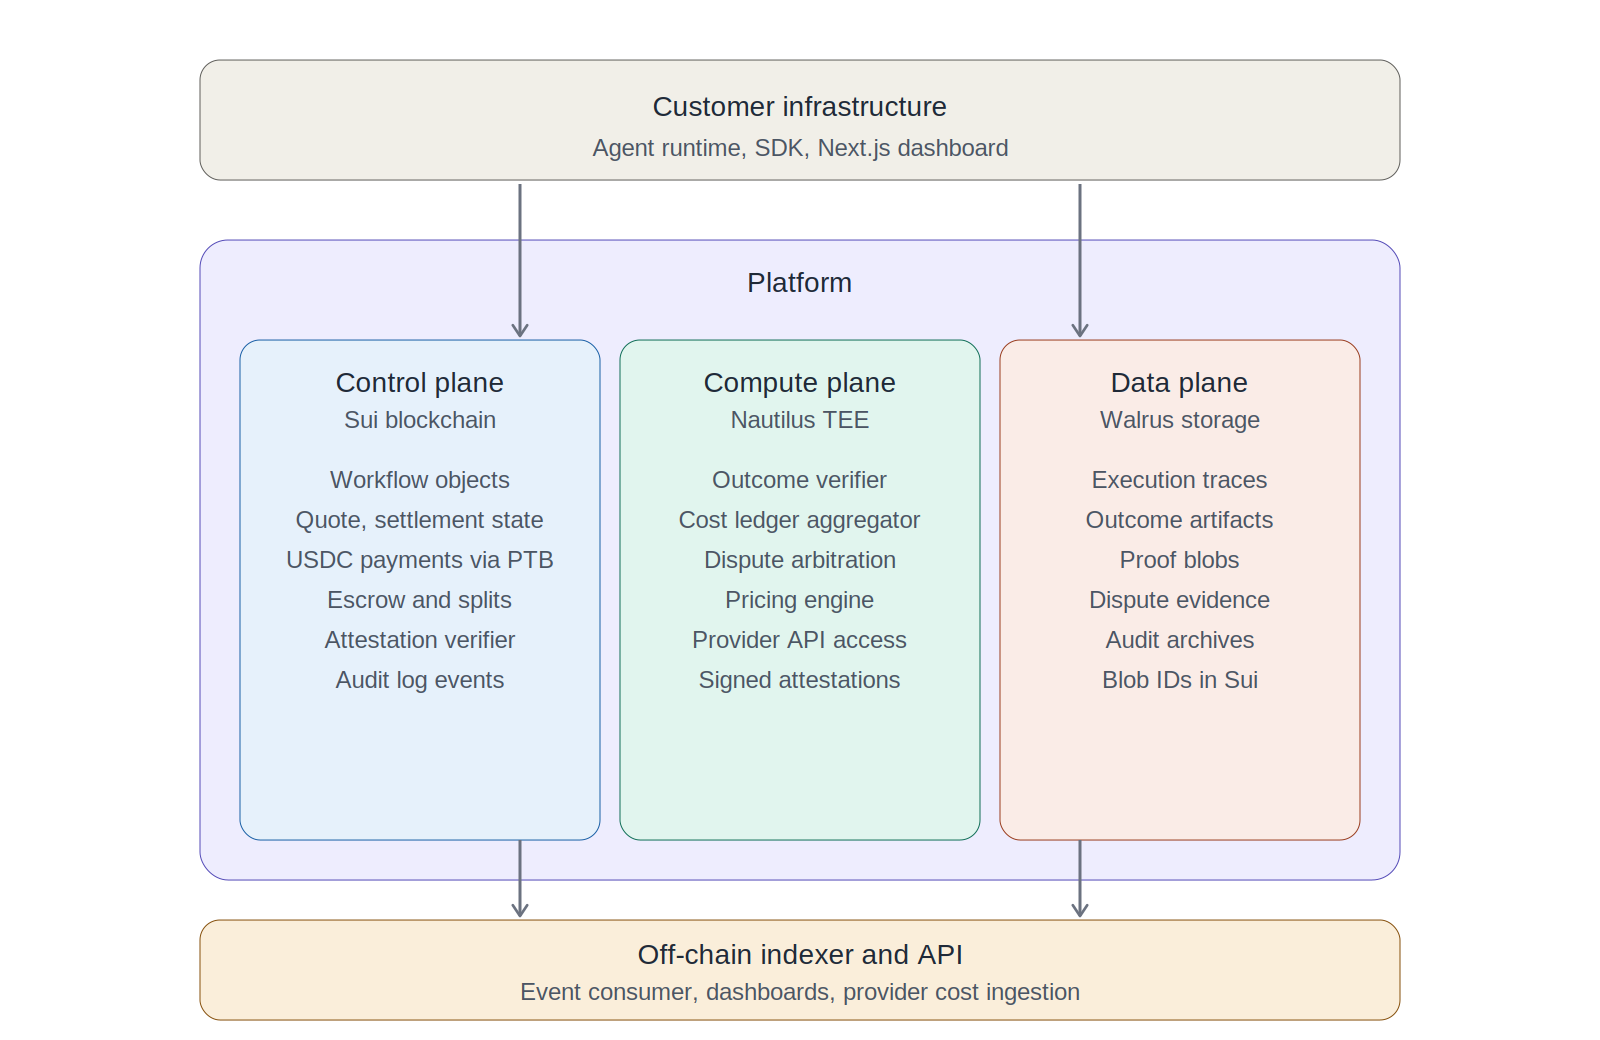 Customer infrastructure
Agent runtime, SDK, Next.js dashboard
Platform
Control plane
Sui blockchain
Workflow objects
Quote, settlement state
USDC payments via PTB
Escrow and splits
Attestation verifier
Audit log events
Compute plane
Nautilus TEE
Outcome verifier
Cost ledger aggregator
Dispute arbitration
Pricing engine
Provider API access
Signed attestations
Data plane
Walrus storage
Execution traces
Outcome artifacts
Proof blobs
Dispute evidence
Audit archives
Blob IDs in Sui
Off-chain indexer and API
Event consumer, dashboards, provider cost ingestion